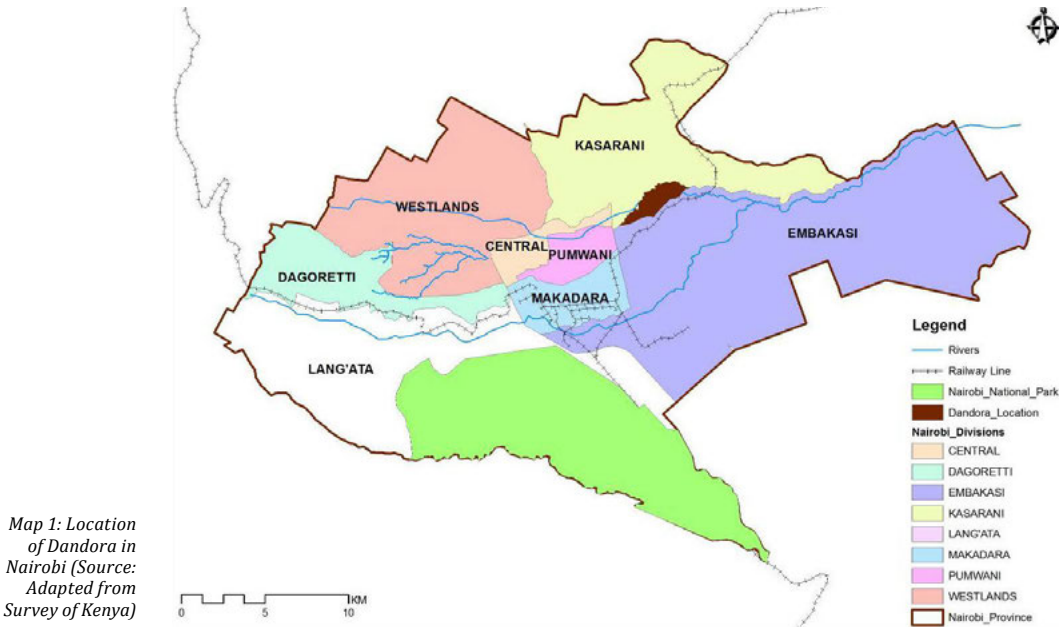 KASARANI
WESTLANDS
CENTRAL
PUMWANI
EMBAKASI
DAGORETTI
MAKADARA
LANG'ATA
Legend
Rivers
Railway Line
Nairobi_National_Park
Dandora_Location
Nairobi_Divisions
CENTRAL
DAGORETTI
EMBAKASI
KASARANI
LANG'ATA
MAKADARA
PUMWANI
WESTLANDS
Nairobi_Province
Map 1: Location
of Dandora in
Nairobi (Source:
Adapted from
Survey of Kenya)
KM
0 5 10